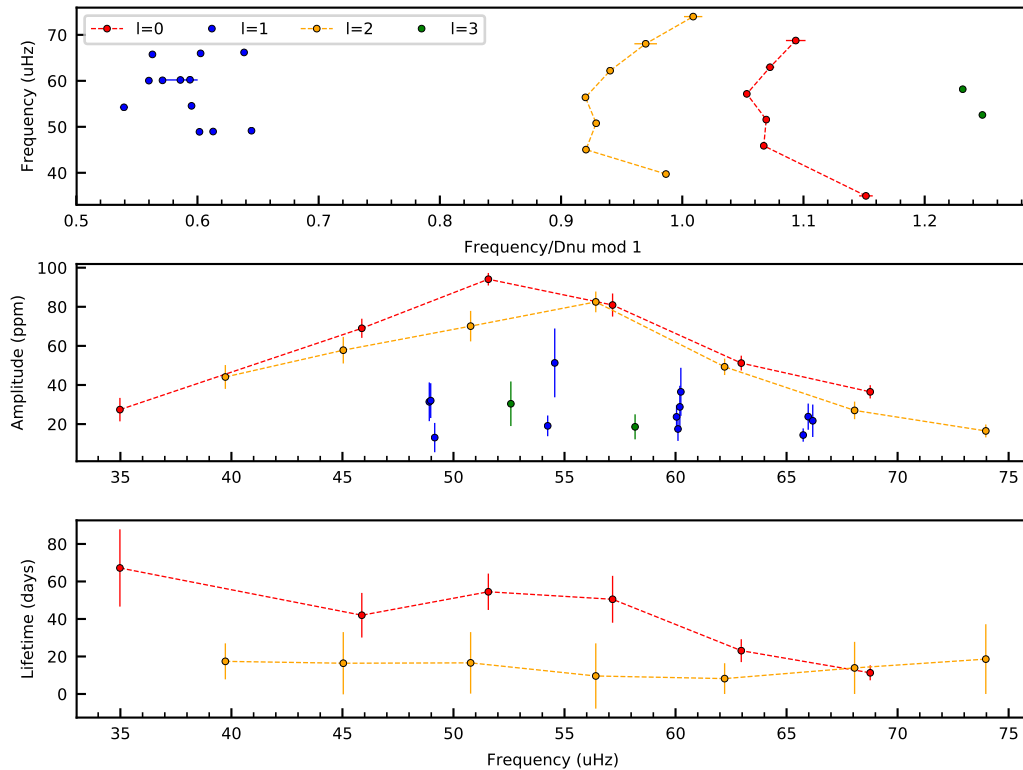 l=0 l=1 l=2 l=3
Frequency (uHz)
70
60
50
40
0.5 0.6 0.7 0.8 0.9 1.0 1.1 1.2
Frequency/Dnu mod 1
Amplitude (ppm)
100
80
60
40
20
35 40 45 50 55 60 65 70 75
Lifetime (days)
80
60
40
20
0
35 40 45 50 55 60 65 70 75
Frequency (uHz)